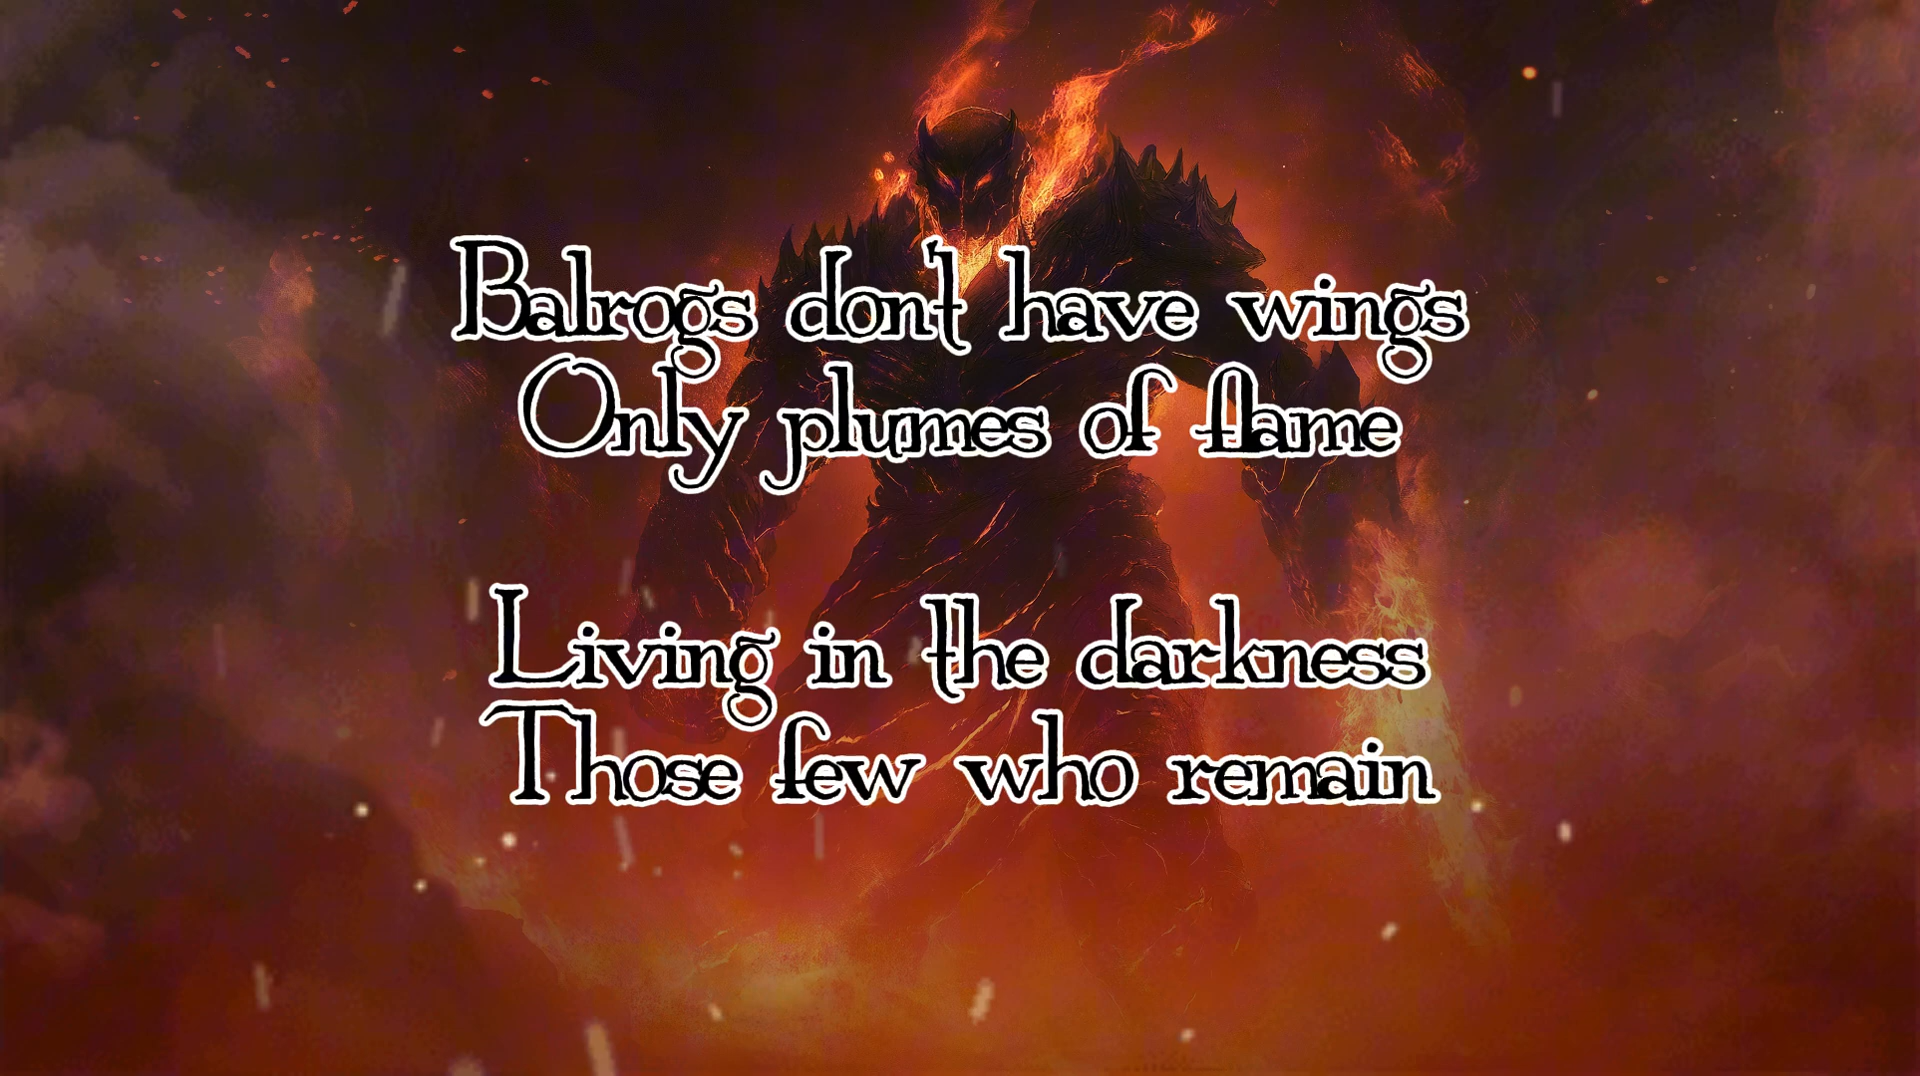 Balrogs don't have wings
Only plumes of flame
Living in the darkness
Those few who remain